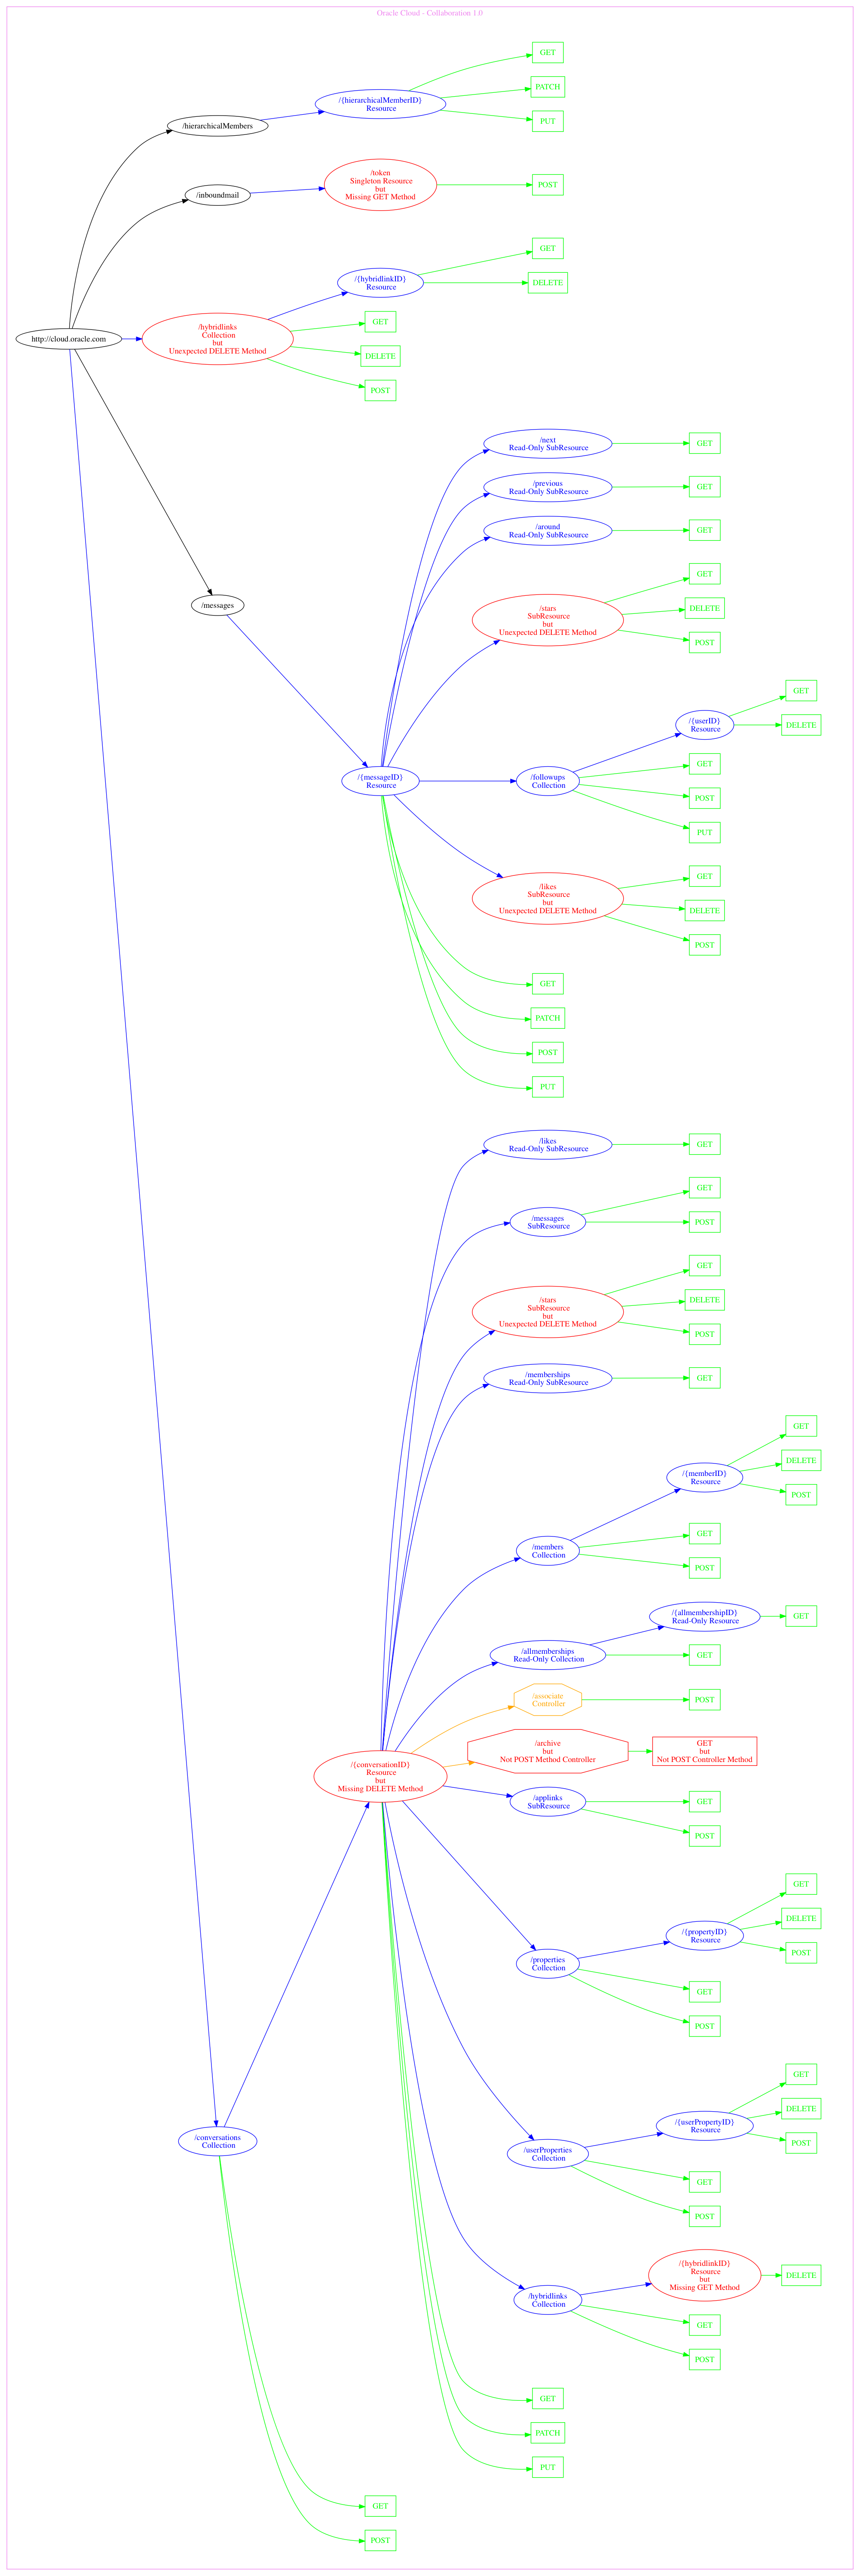 Oracle Cloud - Collaboration 1.0
GET
/{hierarchicalMemberID}
Resource
PATCH
PUT
/hierarchicalMembers
/token
Singleton Resource
but
Missing GET Method
POST
/inboundmail
GET
/{hybridlinkID}
Resource
DELETE
http://cloud.oracle.com
/hybridlinks
Collection
but
Unexpected DELETE Method
GET
DELETE
POST
/next
Read-Only SubResource
GET
/previous
Read-Only SubResource
GET
/around
Read-Only SubResource
GET
/messages
/stars
SubResource
but
Unexpected DELETE Method
GET
DELETE
POST
/{userID}
Resource
GET
DELETE
/{messageID}
Resource
/followups
Collection
GET
POST
PUT
/likes
SubResource
but
Unexpected DELETE Method
GET
DELETE
POST
GET
PATCH
POST
PUT
/likes
Read-Only SubResource
GET
/messages
SubResource
GET
POST
/stars
SubResource
but
Unexpected DELETE Method
GET
DELETE
POST
/memberships
Read-Only SubResource
GET
/{memberID}
Resource
GET
DELETE
POST
/members
Collection
GET
POST
/{allmembershipID}
Read-Only Resource
GET
/allmemberships
Read-Only Collection
GET
/associate
Controller
POST
/archive
but
Not POST Method Controller
GET
but
Not POST Controller Method
/{conversationID}
Resource
but
Missing DELETE Method
/applinks
SubResource
GET
POST
/{propertyID}
Resource
GET
DELETE
POST
/properties
Collection
GET
POST
/{userPropertyID}
Resource
GET
DELETE
POST
/conversations
Collection
/userProperties
Collection
GET
POST
/{hybridlinkID}
Resource
but
Missing GET Method
DELETE
/hybridlinks
Collection
GET
POST
GET
PATCH
PUT
GET
POST